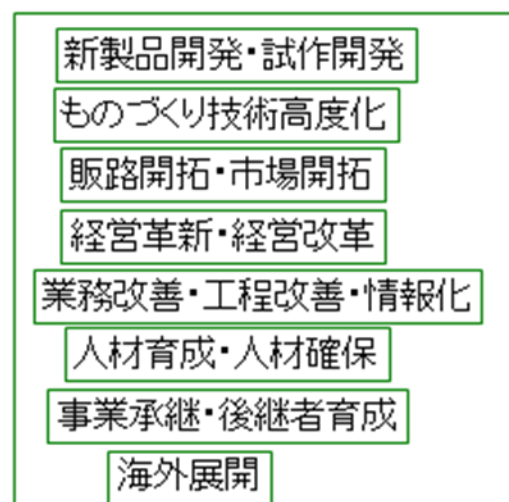 新製品開発・試作開発
ものづくり技術高度化
販路開拓・市場開拓
経営革新・経営改革
業務改善・工程改善・情報化
人材育成・人材確保
事業承継・後継者育成
海外展開